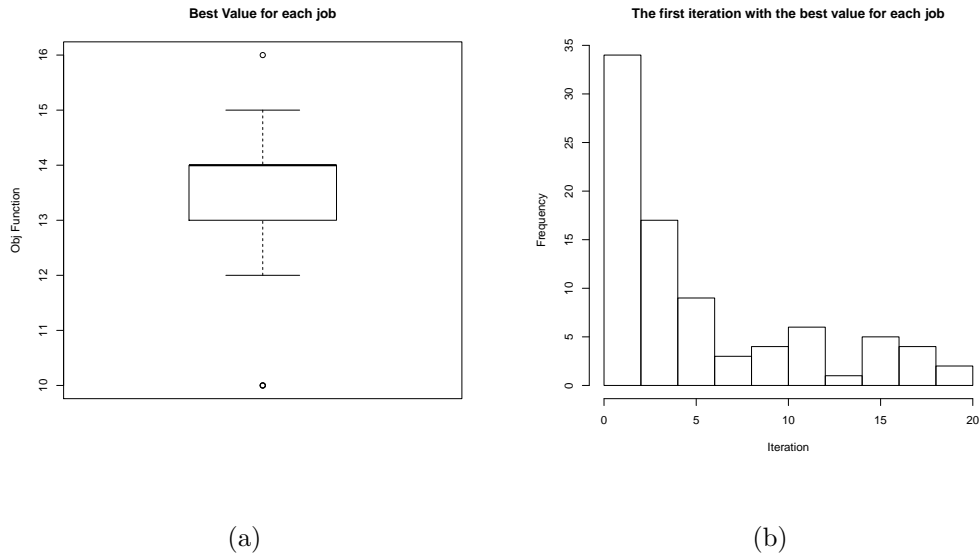 Best Value for each job
Obj Function
16
15
14
13
12
11
10
(a)
The first iteration with the best value for each job
Frequency
35
30
25
20
15
10
5
0
0 5 10 15 20
Iteration
(b)